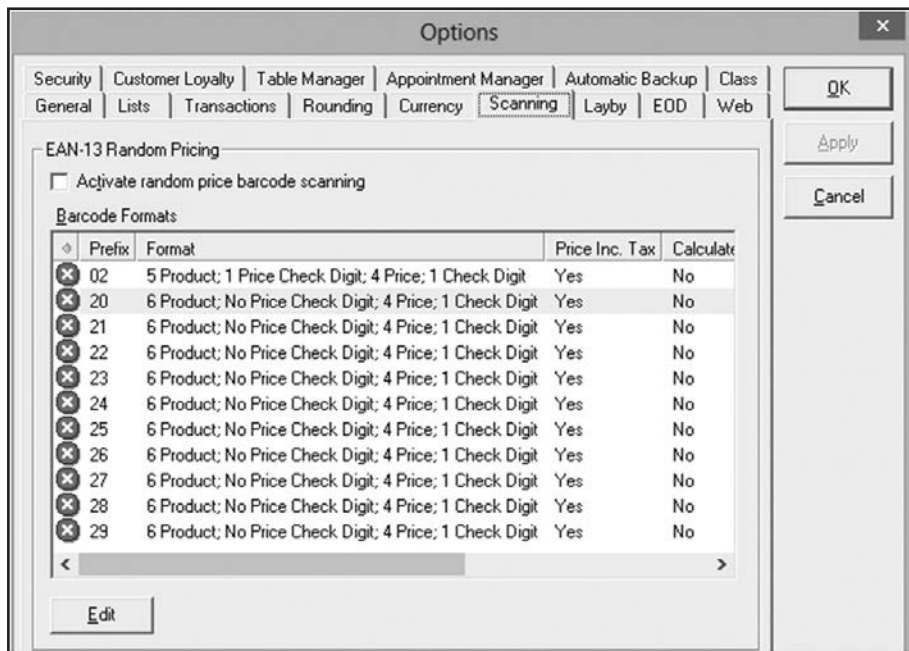 Options
Security Customer Loyalty Table Manager Appointment Manager Automatic Backup Class
General Lists Transactions Rounding Currency Scanning Layby EOD Web
OK
Apply
Cancel
EAN-13 Random Pricing
Activate random price barcode scanning
Barcode Formats
Prefix Format Price Inc. Tax Calculate
02 5 Product; 1 Price Check Digit; 4 Price; 1 Check Digit Yes No
20 6 Product; No Price Check Digit; 4 Price; 1 Check Digit Yes No
21 6 Product; No Price Check Digit; 4 Price; 1 Check Digit Yes No
22 6 Product; No Price Check Digit; 4 Price; 1 Check Digit Yes No
23 6 Product; No Price Check Digit; 4 Price; 1 Check Digit Yes No
24 6 Product; No Price Check Digit; 4 Price; 1 Check Digit Yes No
25 6 Product; No Price Check Digit; 4 Price; 1 Check Digit Yes No
26 6 Product; No Price Check Digit; 4 Price; 1 Check Digit Yes No
27 6 Product; No Price Check Digit; 4 Price; 1 Check Digit Yes No
28 6 Product; No Price Check Digit; 4 Price; 1 Check Digit Yes No
29 6 Product; No Price Check Digit; 4 Price; 1 Check Digit Yes No
Edit